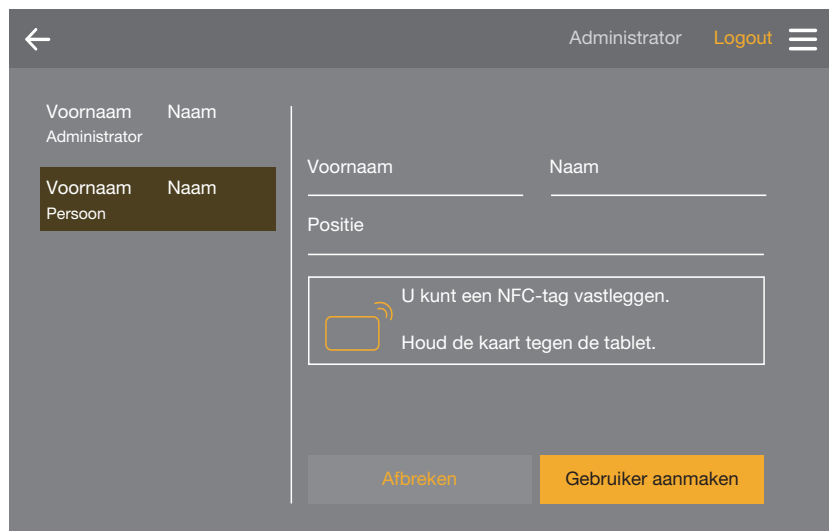 Administrator Logout
Voornaam Naam
Administrator
Voornaam Naam
Persoon
Voornaam Naam
Positie
U kunt een NFC-tag vastleggen.
Houd de kaart tegen de tablet.
Afbreken Gebruiker aanmaken